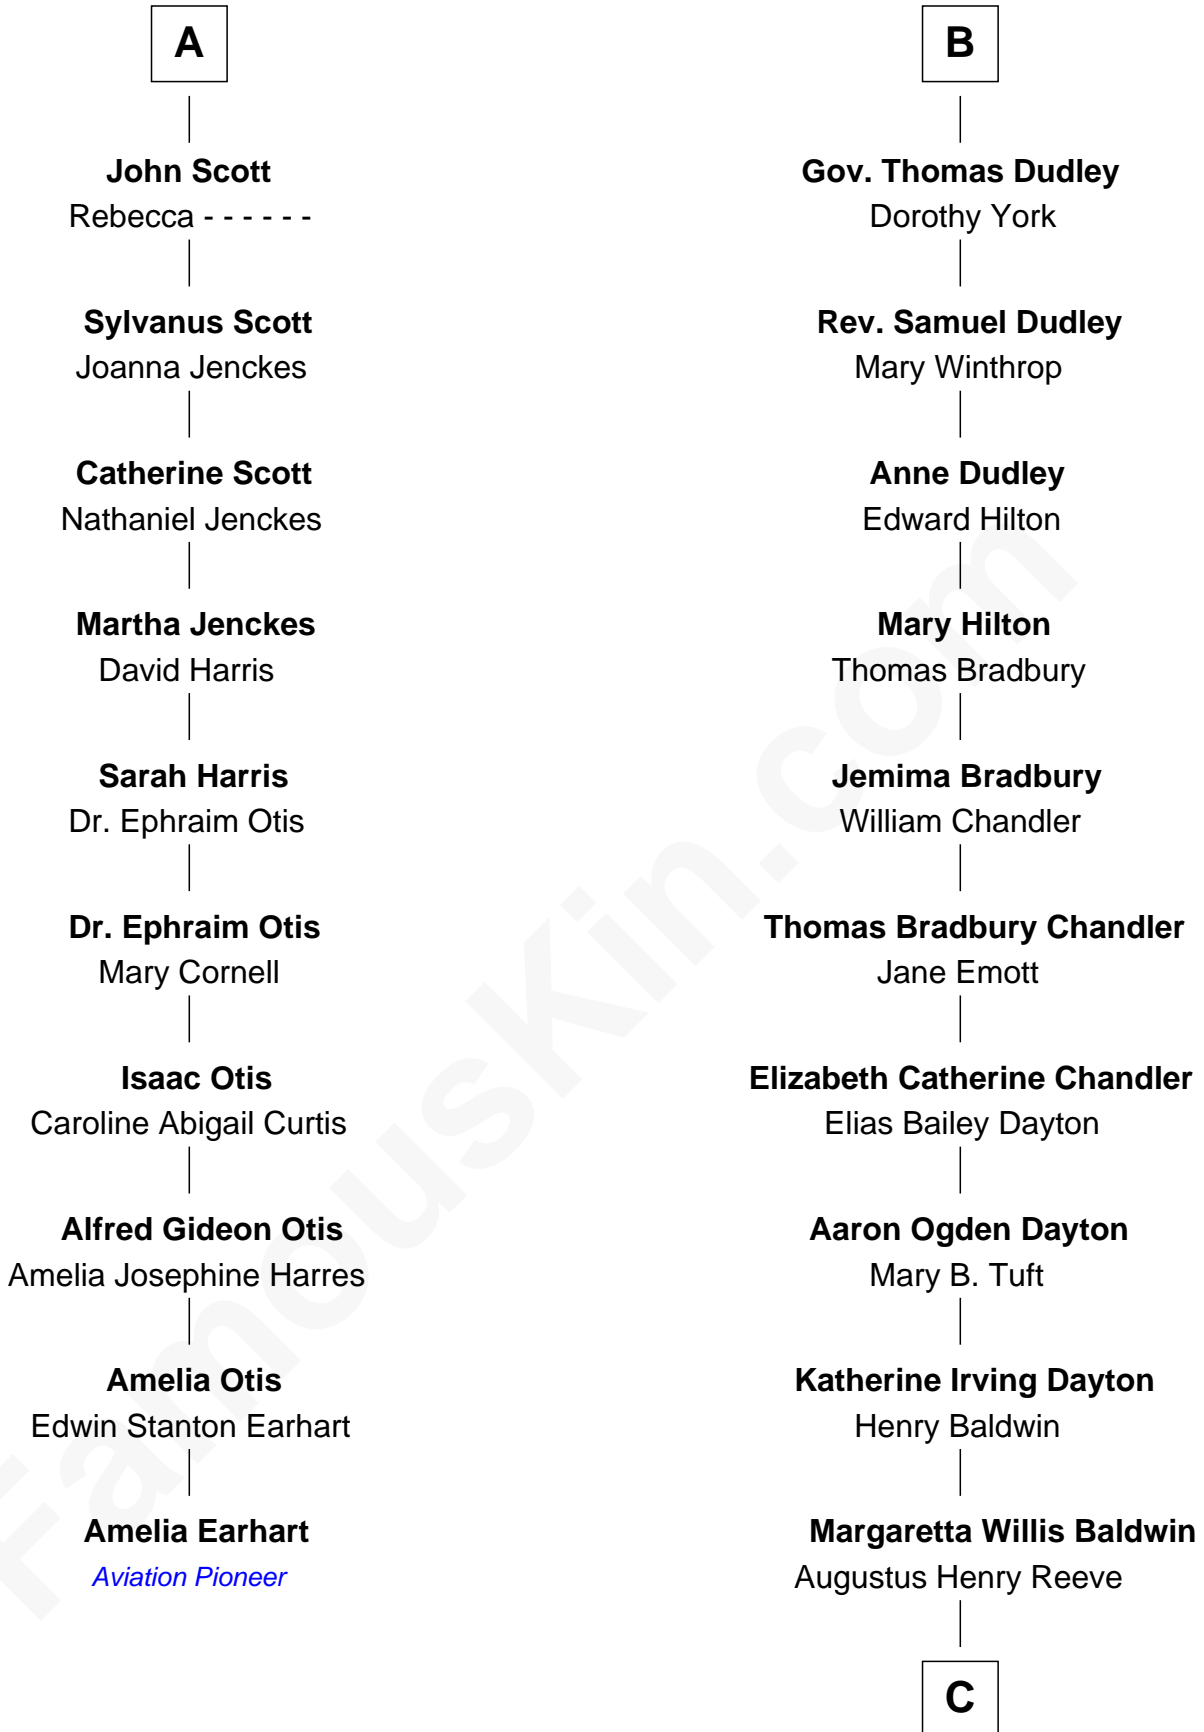 A
John Scott
Rebecca - - - - - -
Sylvanus Scott
Joanna Jenckes
Catherine Scott
Nathaniel Jenckes
Martha Jenckes
David Harris
Sarah Harris
Dr. Ephraim Otis
Dr. Ephraim Otis
Mary Cornell
Isaac Otis
Caroline Abigail Curtis
Alfred Gideon Otis
Amelia Josephine Harres
Amelia Otis
Edwin Stanton Earhart
Amelia Earhart
Aviation Pioneer
B
Gov. Thomas Dudley
Dorothy York
Rev. Samuel Dudley
Mary Winthrop
Anne Dudley
Edward Hilton
Mary Hilton
Thomas Bradbury
Jemima Bradbury
William Chandler
Thomas Bradbury Chandler
Jane Emott
Elizabeth Catherine Chandler
Elias Bailey Dayton
Aaron Ogden Dayton
Mary B. Tuft
Katherine Irving Dayton
Henry Baldwin
Margaretta Willis Baldwin
Augustus Henry Reeve
C
FamousKin.com